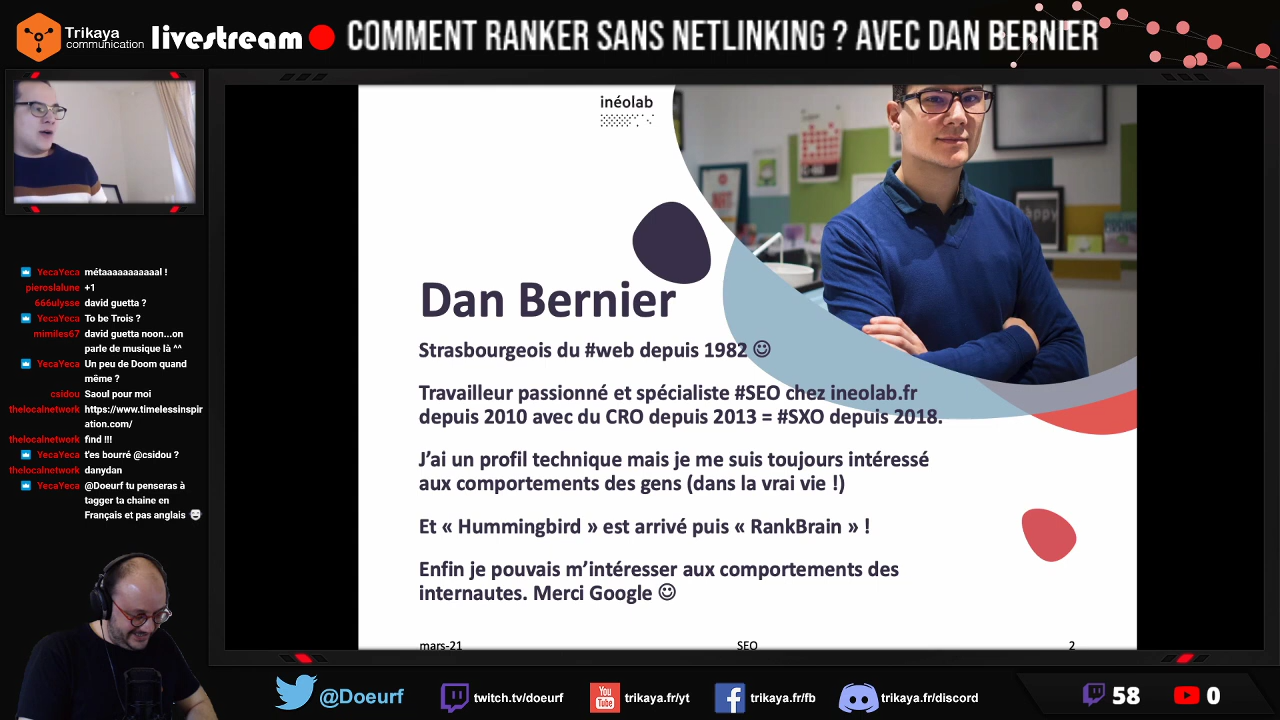 Trikaya
communication
livestream
COMMENT RANKER SANS NETLINKING ? AVEC DAN BERNIER
inéolab
Dan Bernier
Strasbourgeois du #web depuis 1982 ☺
Travailleur passionné et spécialiste #SEO chez ineolab.fr
depuis 2010 avec du CRO depuis 2013 = #SXO depuis 2018.
J’ai un profil technique mais je me suis toujours intéressé
aux comportements des gens (dans la vrai vie !)
Et « Hummingbird » est arrivé puis « RankBrain » !
Enfin je pouvais m’intéresser aux comportements des
internautes. Merci Google ☺
mars-21
SEO
2
YecaYeca métaaaaaaaaaaal !
pieroslalune +1
666ulysse david guetta ?
YecaYeca To be Trois ?
mimiles67 david guetta noon...on
parle de musique là ^^
YecaYeca Un peu de Doom quand
même ?
csidou Saoul pour moi
thelocalnetwork https://www.timelessinspir
ation.com/
thelocalnetwork find !!!
YecaYeca t'es bourré @csidou ?
thelocalnetwork danydan
YecaYeca @Doeurf tu penseras à
tagger ta chaine en
Français et pas anglais
@Doeurf
twitch.tv/doeurf
You
Tube
trikaya.fr/yt
trikaya.fr/fb
trikaya.fr/discord
58
0